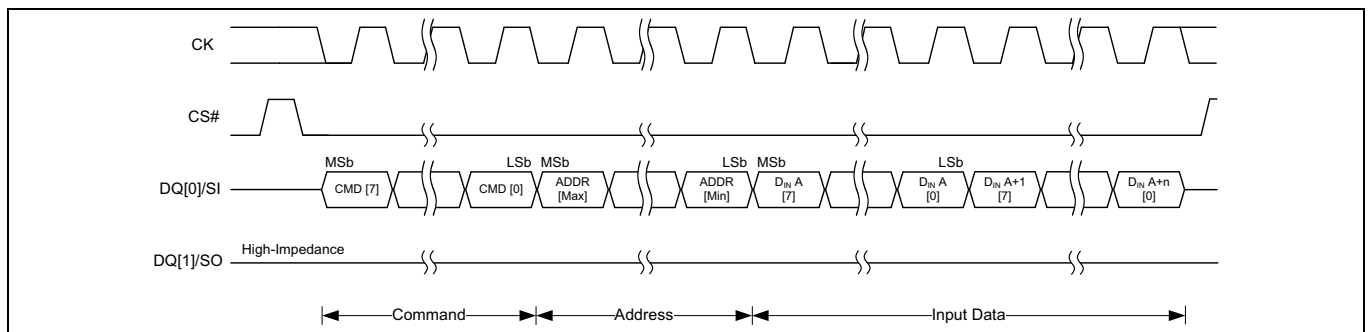 CK
CS#
MSb LSb MSb LSb MSb LSb
DQ[0]/SI CMD [7] CMD [0] ADDR [Max] ADDR [Min] DIN A [7] DIN A [0] DIN A+1 [7] DIN A+n [0]
High-Impedance
DQ[1]/SO
Command Address Input Data